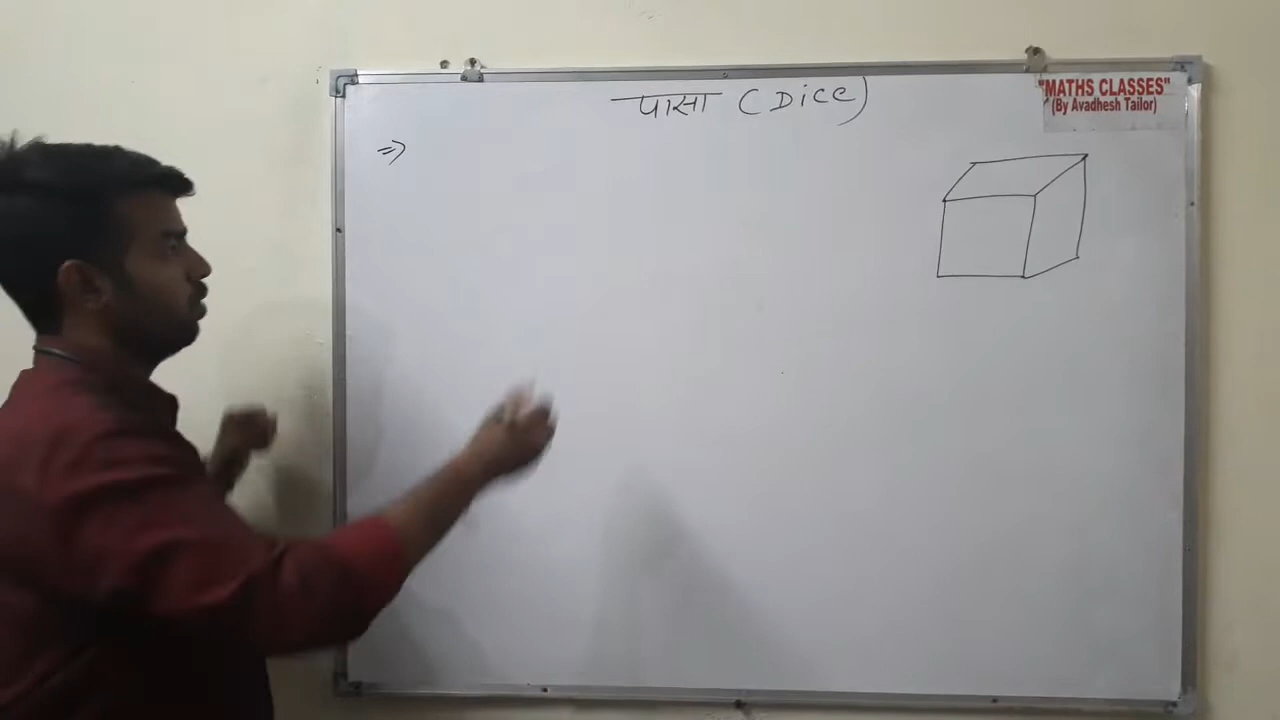 पासा (Dice)
"MATHS CLASSES"
(By Avadhesh Tailor)
⇒